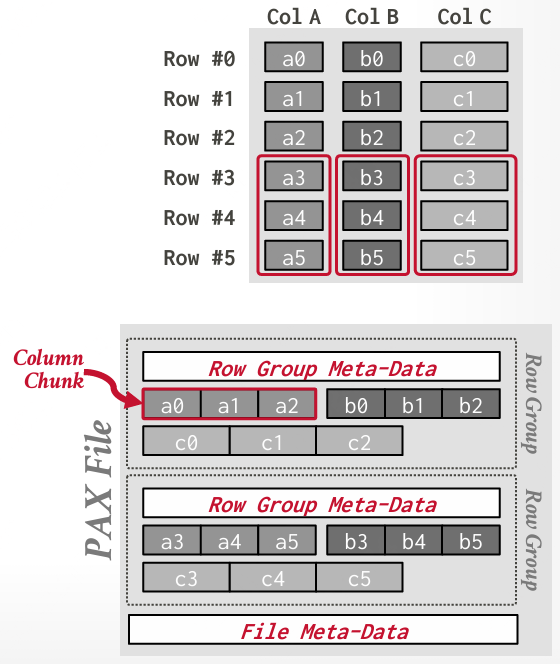 Col A Col B Col C
Row #0 a0 b0 c0
Row #1 a1 b1 c1
Row #2 a2 b2 c2
Row #3 a3 b3 c3
Row #4 a4 b4 c4
Row #5 a5 b5 c5
PAX File
Column
Chunk
Row Group Meta-Data
a0 a1 a2 b0 b1 b2
c0 c1 c2
Row Group
Row Group Meta-Data
a3 a4 a5 b3 b4 b5
c3 c4 c5
Row Group
File Meta-Data